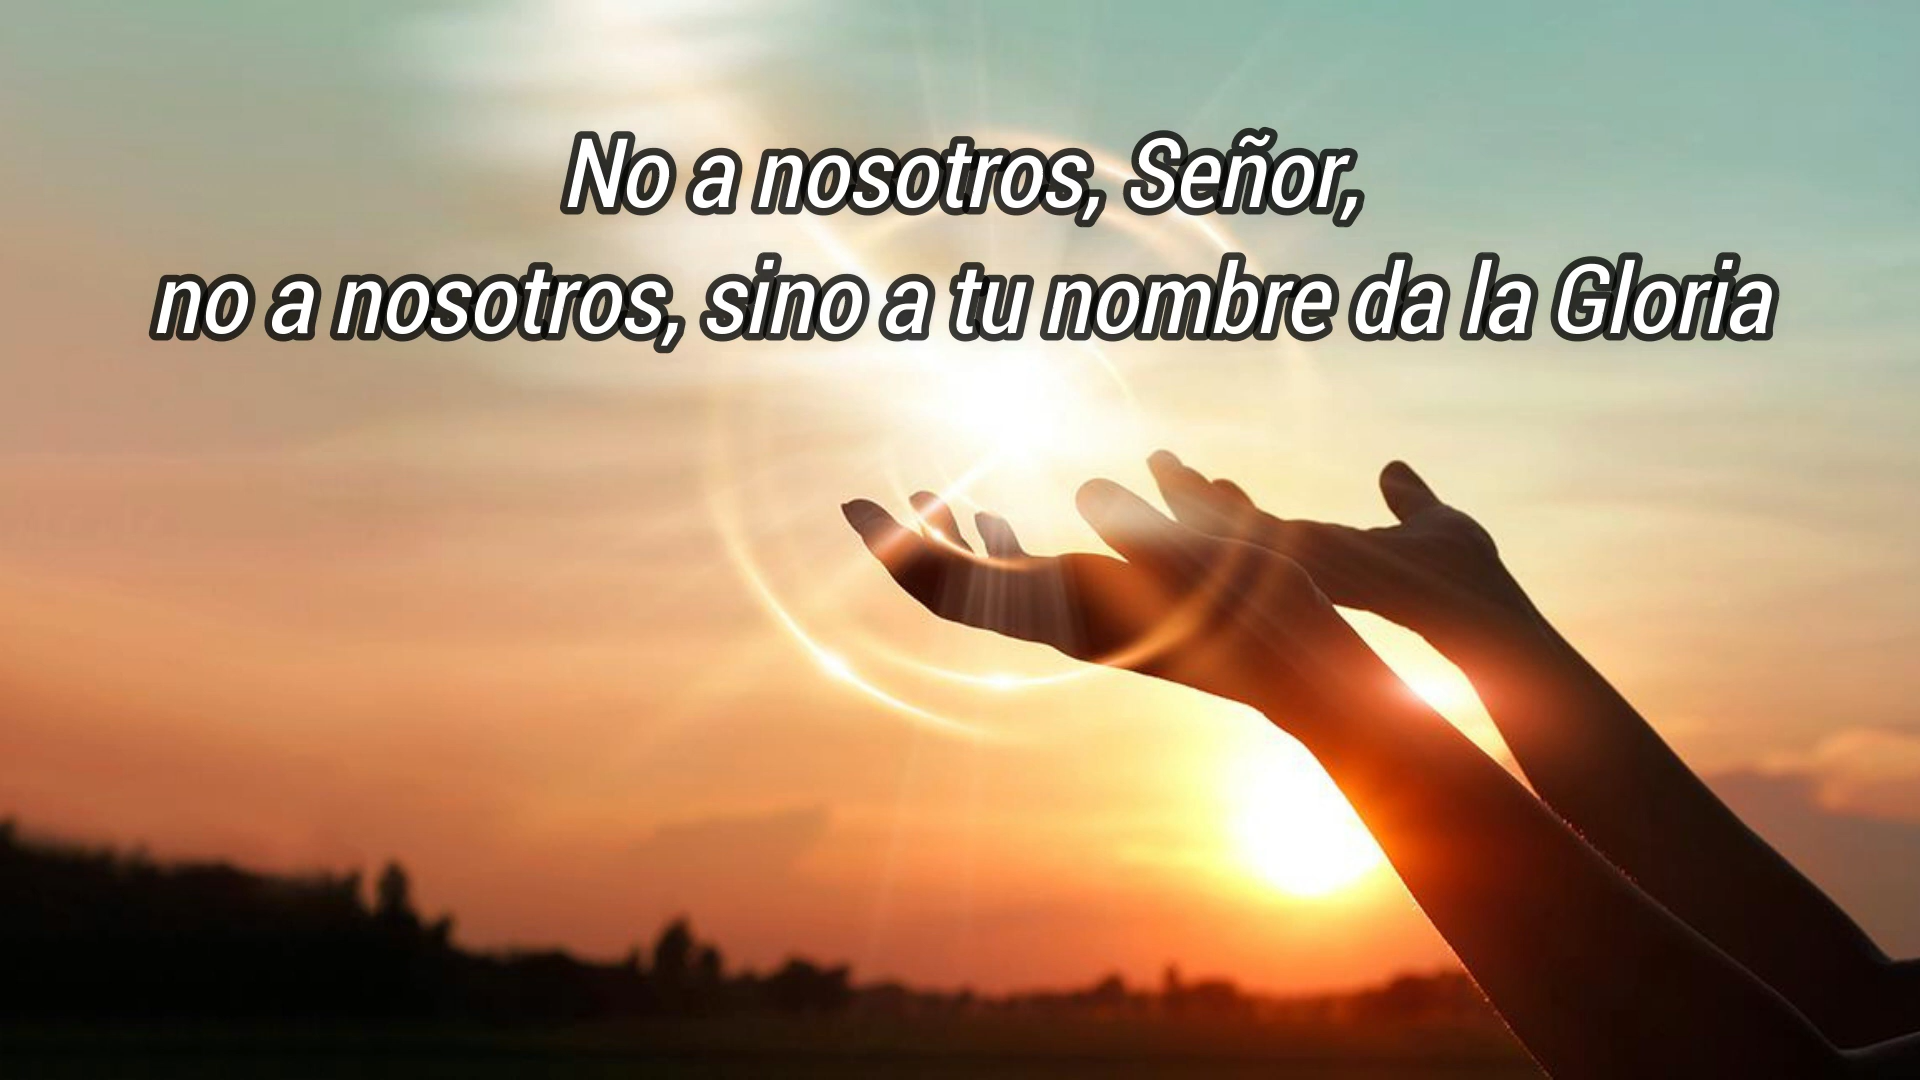 No a nosotros, Señor,
no a nosotros, sino a tu nombre da la Gloria